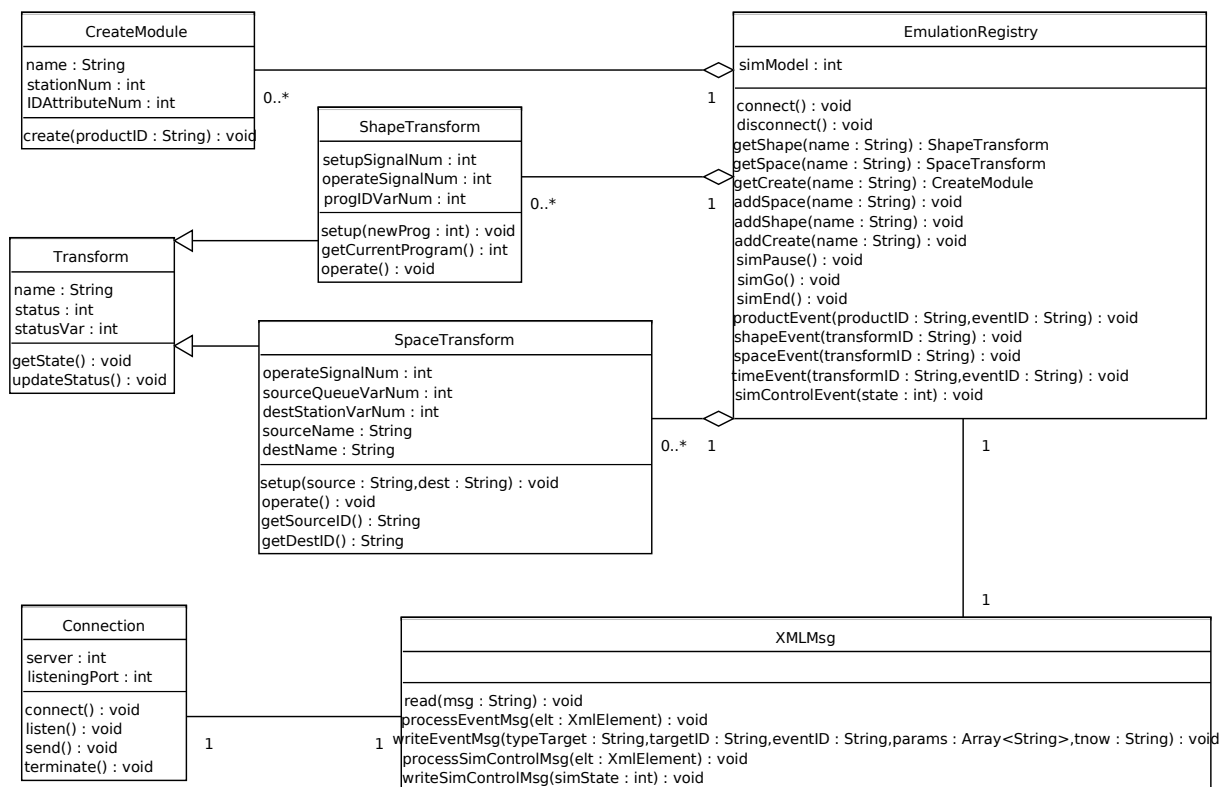 CreateModule
name : String
stationNum : int
IDAttributeNum : int
create(productID : String) : void
0..*
1
EmulationRegistry
simModel : int
connect() : void
disconnect() : void
getShape(name : String) : ShapeTransform
getSpace(name : String) : SpaceTransform
getCreate(name : String) : CreateModule
addSpace(name : String) : void
addShape(name : String) : void
addCreate(name : String) : void
simPause() : void
simGo() : void
simEnd() : void
productEvent(productID : String,eventID : String) : void
shapeEvent(transformID : String) : void
spaceEvent(transformID : String) : void
timeEvent(transformID : String,eventID : String) : void
simControlEvent(state : int) : void
ShapeTransform
setupSignalNum : int
operateSignalNum : int
progIDVarNum : int
setup(newProg : int) : void
getCurrentProgram() : int
operate() : void
0..*
1
Transform
name : String
status : int
statusVar : int
getState() : void
updateStatus() : void
SpaceTransform
operateSignalNum : int
sourceQueueVarNum : int
destStationVarNum : int
sourceName : String
destName : String
setup(source : String,dest : String) : void
operate() : void
getSourceID() : String
getDestID() : String
0..*
1
1
1
Connection
server : int
listeningPort : int
connect() : void
listen() : void
send() : void
terminate() : void
1
1
XMLMsg
read(msg : String) : void
processEventMsg(elt : XmlElement) : void
writeEventMsg(typeTarget : String,targetID : String,eventID : String,params : Array<String>,tnow : String) : void
processSimControlMsg(elt : XmlElement) : void
writeSimControlMsg(simState : int) : void